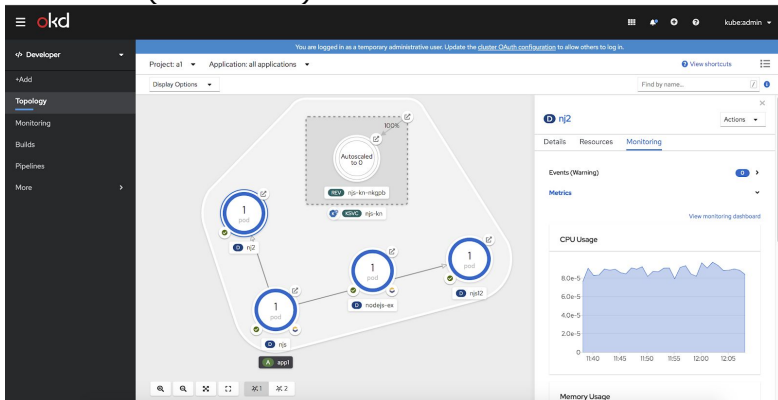 okd
kube:admin
You are logged in as a temporary administrative user. Update the cluster OAuth configuration to allow others to log in.
Developer
Project: a1
Application: all applications
View shortcuts
+Add
Display Options
Find by name...
/
Topology
Monitoring
Builds
Pipelines
More
100%
Autoscaled
to 0
REV njs-kn-nkgpb
KSVC njs-kn
1
pod
D nj2
1
pod
D nodejs-ex
1
pod
D njs12
1
pod
D njs
A app1
1
2
D nj2
Actions
Details
Resources
Monitoring
Events (Warning)
0
Metrics
View monitoring dashboard
CPU Usage
8.0e-5
6.0e-5
4.0e-5
2.0e-5
0
11:40
11:45
11:50
11:55
12:00
12:05
Memory Usage